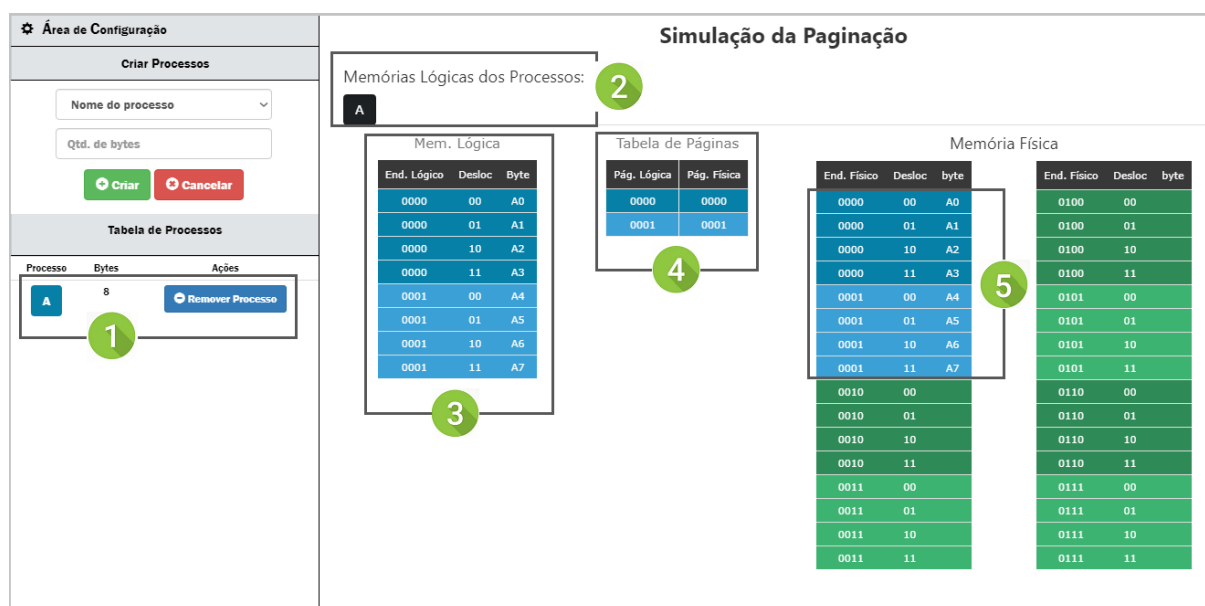 Área de Configuração
Criar Processos
Nome do processo
Qtd. de bytes
Criar
Cancelar
Tabela de Processos
Processo Bytes Ações
A 8 Remover Processo
1
Simulação da Paginação
Memórias Lógicas dos Processos:
2
A
Mem. Lógica
End. Lógico Desloc Byte
0000 00 A0
0000 01 A1
0000 10 A2
0000 11 A3
0001 00 A4
0001 01 A5
0001 10 A6
0001 11 A7
3
Tabela de Páginas
Pág. Lógica Pág. Física
0000 0000
0001 0001
4
Memória Física
End. Físico Desloc byte
0000 00 A0
0000 01 A1
0000 10 A2
0000 11 A3
0001 00 A4
0001 01 A5
0001 10 A6
0001 11 A7
0010 00
0010 01
0010 10
0010 11
0011 00
0011 01
0011 10
0011 11
5
End. Físico Desloc byte
0100 00
0100 01
0100 10
0100 11
0101 00
0101 01
0101 10
0101 11
0110 00
0110 01
0110 10
0110 11
0111 00
0111 01
0111 10
0111 11